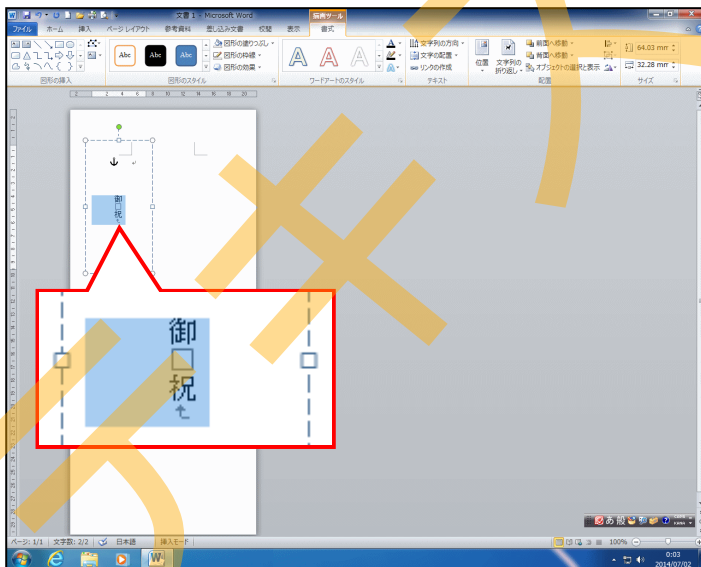 文書 1 - Microsoft Word
描画ツール
ファイル ホーム 挿入 ページ レイアウト 参考資料 差し込み文書 校閲 表示 書式
Abc Abc Abc
図形の塗りつぶし
図形の枠線
図形の効果
A A A
文字列の方向
文字の配置
リンクの作成
位置
文字列の折り返し
前面へ移動
背面へ移動
オブジェクトの選択と表示
64.03 mm
32.28 mm
図形の挿入 図形のスタイル ワードアートのスタイル テキスト 配置 サイズ
御□祝
御□祝
あ 般
ページ: 1/1 文字数: 2/2 日本語 挿入モード
100%
0:03
2014/07/02